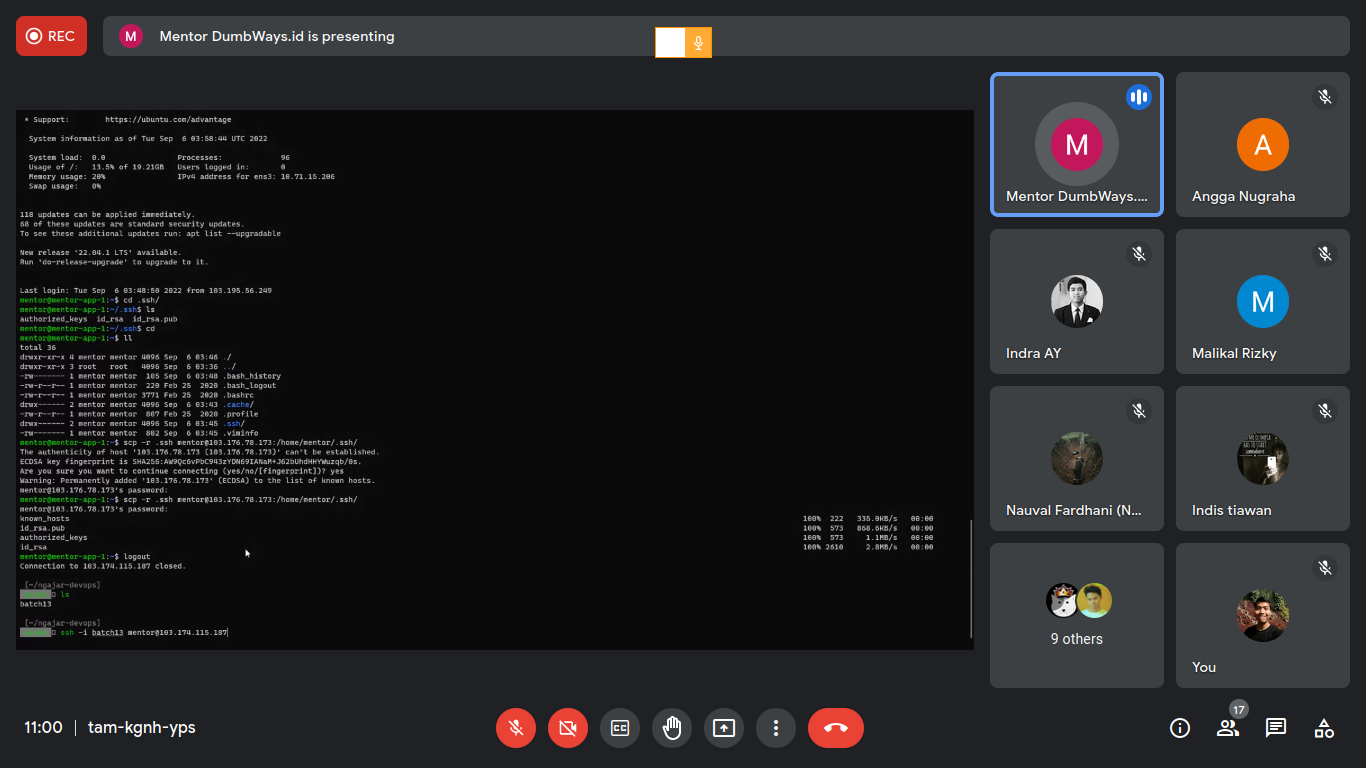 REC
M
Mentor DumbWays.id is presenting
* Support:        https://ubuntu.com/advantage
System information as of Tue Sep  6 03:58:44 UTC 2022
System load:  0.0                Processes:             96
Usage of /:   13.5% of 19.21GB   Users logged in:       0
Memory usage: 20%                IPv4 address for ens3: 10.71.15.206
Swap usage:   0%
118 updates can be applied immediately.
68 of these updates are standard security updates.
To see these additional updates run: apt list --upgradable
New release '22.04.1 LTS' available.
Run 'do-release-upgrade' to upgrade to it.
Last login: Tue Sep  6 03:48:50 2022 from 103.195.56.249
mentor@mentor-app-1:~$ cd .ssh/
mentor@mentor-app-1:~/.ssh$ ls
authorized_keys  id_rsa  id_rsa.pub
mentor@mentor-app-1:~/.ssh$ cd
mentor@mentor-app-1:~$ ll
total 36
drwxr-xr-x 4 mentor mentor 4096 Sep  6 03:46 ./
drwxr-xr-x 3 root   root   4096 Sep  6 03:36 ../
-rw------- 1 mentor mentor  105 Sep  6 03:48 .bash_history
-rw-r--r-- 1 mentor mentor  220 Feb 25  2020 .bash_logout
-rw-r--r-- 1 mentor mentor 3771 Feb 25  2020 .bashrc
drwx------ 2 mentor mentor 4096 Sep  6 03:43 .cache/
-rw-r--r-- 1 mentor mentor  807 Feb 25  2020 .profile
drwx------ 2 mentor mentor 4096 Sep  6 03:45 .ssh/
-rw------- 1 mentor mentor  802 Sep  6 03:45 .viminfo
mentor@mentor-app-1:~$ scp -r .ssh mentor@103.176.78.173:/home/mentor/.ssh/
The authenticity of host '103.176.78.173 (103.176.78.173)' can't be established.
ECDSA key fingerprint is SHA256:AW9Qc6vPbC943zYDN69IANaM+J62bUhdHHYWuzqb/0s.
Are you sure you want to continue connecting (yes/no/[fingerprint])? yes
Warning: Permanently added '103.176.78.173' (ECDSA) to the list of known hosts.
mentor@103.176.78.173's password:
mentor@mentor-app-1:~$ scp -r .ssh mentor@103.176.78.173:/home/mentor/.ssh/
mentor@103.176.78.173's password:
known_hosts 100%  222   335.0KB/s   00:00
id_rsa.pub 100%  573   868.6KB/s   00:00
authorized_keys 100%  573     1.1MB/s   00:00
id_rsa 100% 2610     2.8MB/s   00:00
mentor@mentor-app-1:~$ logout
Connection to 103.174.115.187 closed.
[~/ngajar-devops]
ls
batch13
[~/ngajar-devops]
ssh -i batch13 mentor@103.174.115.187
M
Mentor DumbWays....
A
Angga Nugraha
Indra AY
M
Malikal Rizky
Nauval Fardhani (N...
Indis tiawan
9 others
You
11:00 | tam-kgnh-yps
CC
17